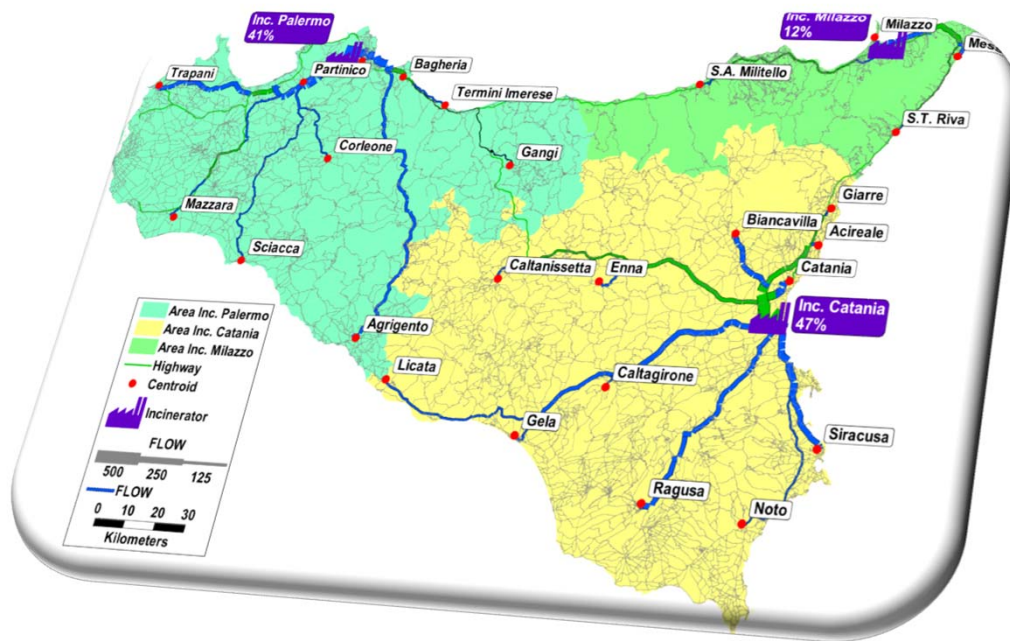 Inc. Palermo
41%
Inc. Milazzo
12%
Milazzo
Trapani
Partinico
Bagheria
Termini Imerese
S.A. Militello
S.T. Riva
Corleone
Gangi
Mazzara
Sciacca
Giarre
Biancavilla
Acireale
Caltanissetta
Enna
Catania
Inc. Catania
47%
Agrigento
Licata
Caltagirone
Gela
Siracusa
Ragusa
Noto
Area Inc. Palermo
Area Inc. Catania
Area Inc. Milazzo
Highway
Centroid
Incinerator
FLOW
500 250 125
FLOW
0 10 20 30
Kilometers